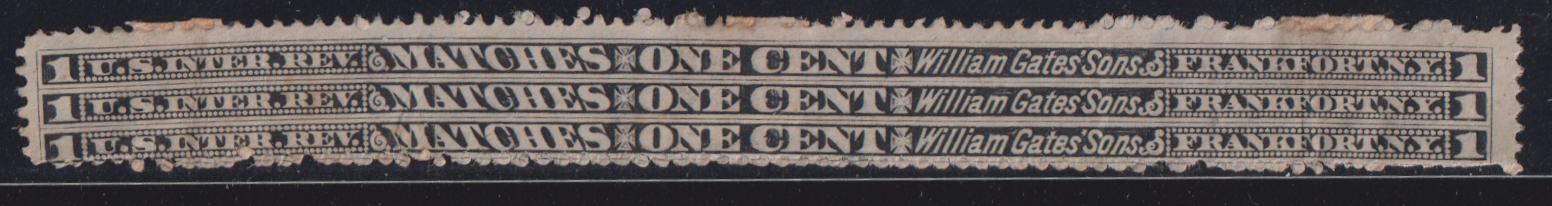 1 U.S. INTER. REV. MATCHES ONE CENT William Gates' Sons. FRANKFORT, N.Y. 1
1 U.S. INTER. REV. MATCHES ONE CENT William Gates' Sons. FRANKFORT, N.Y. 1
1 U.S. INTER. REV. MATCHES ONE CENT William Gates' Sons. FRANKFORT, N.Y. 1